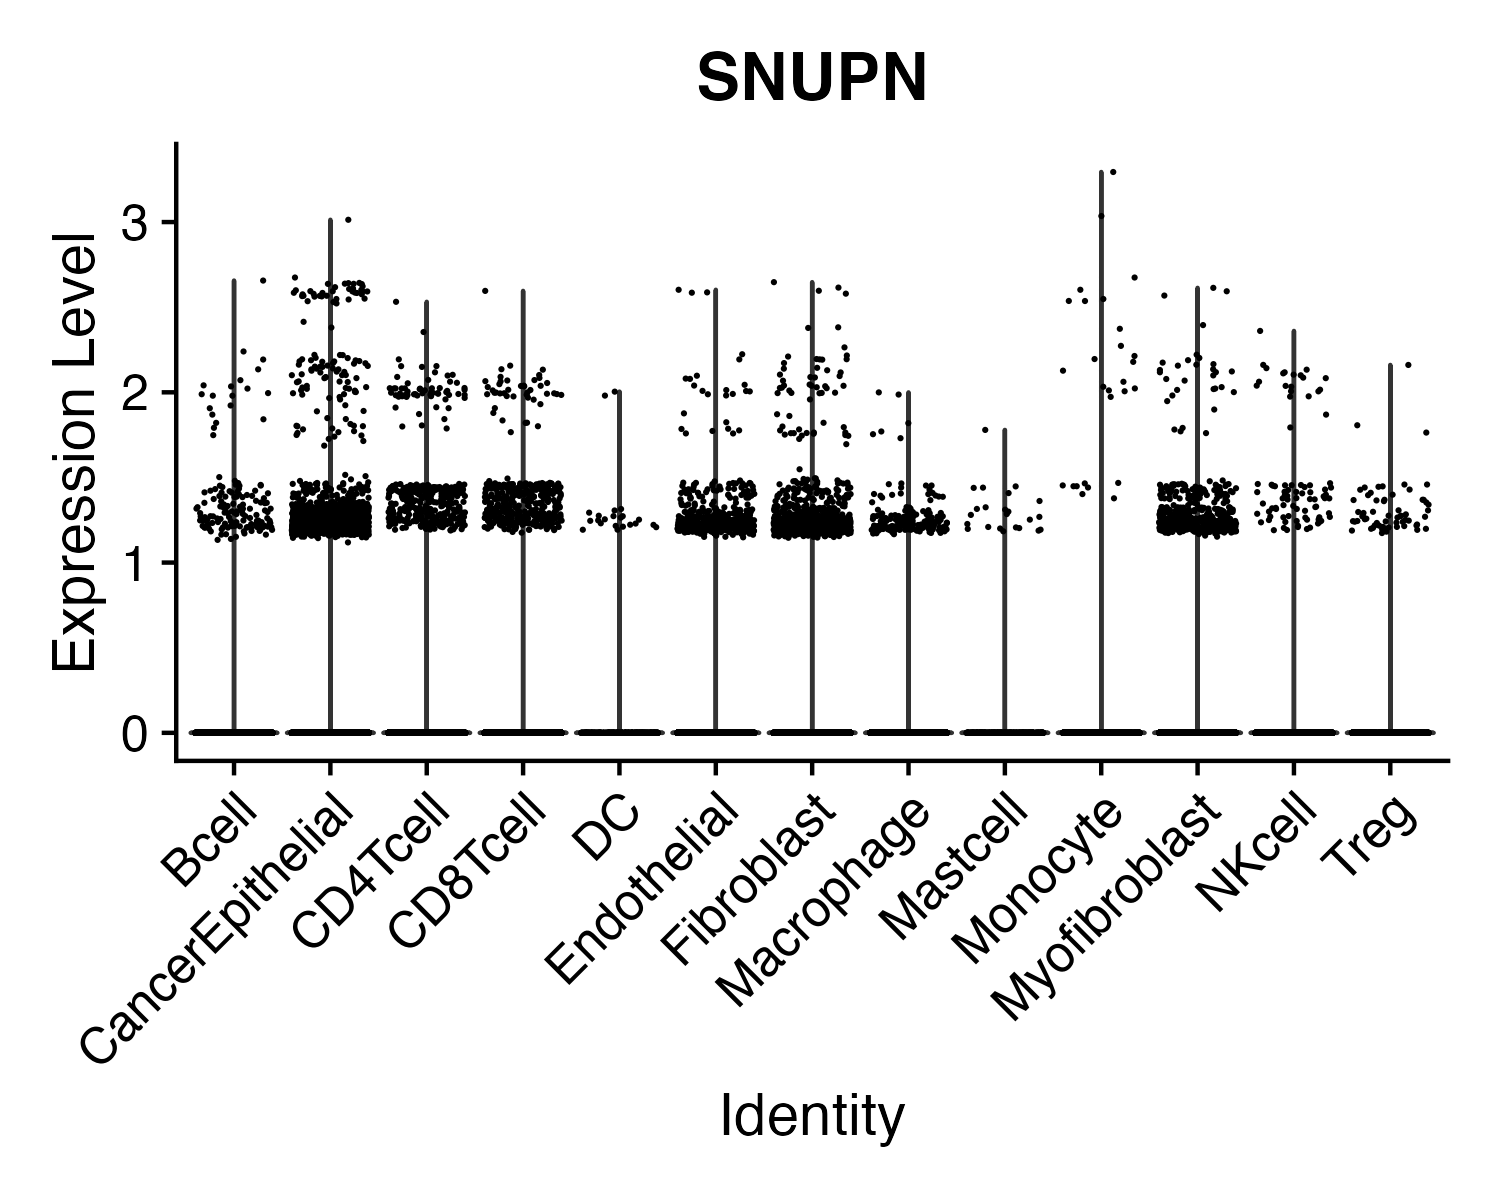 SNUPN
Expression Level
3
2
1
0
Bcell
CancerEpithelial
CD4Tcell
CD8Tcell
DC
Endothelial
Fibroblast
Macrophage
Mastcell
Monocyte
Myofibroblast
NKcell
Treg
Identity